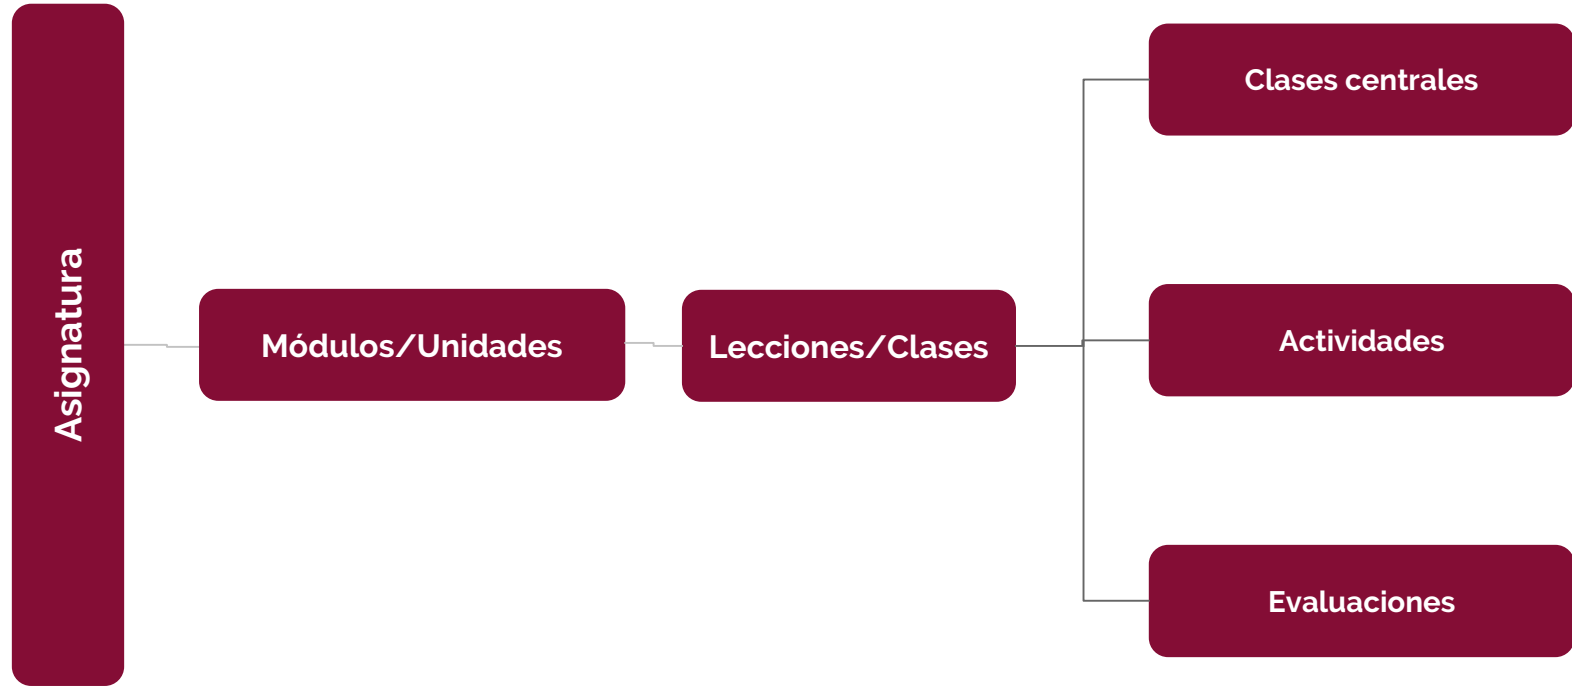 Asignatura
Módulos/Unidades
Lecciones/Clases
Clases centrales
Actividades
Evaluaciones